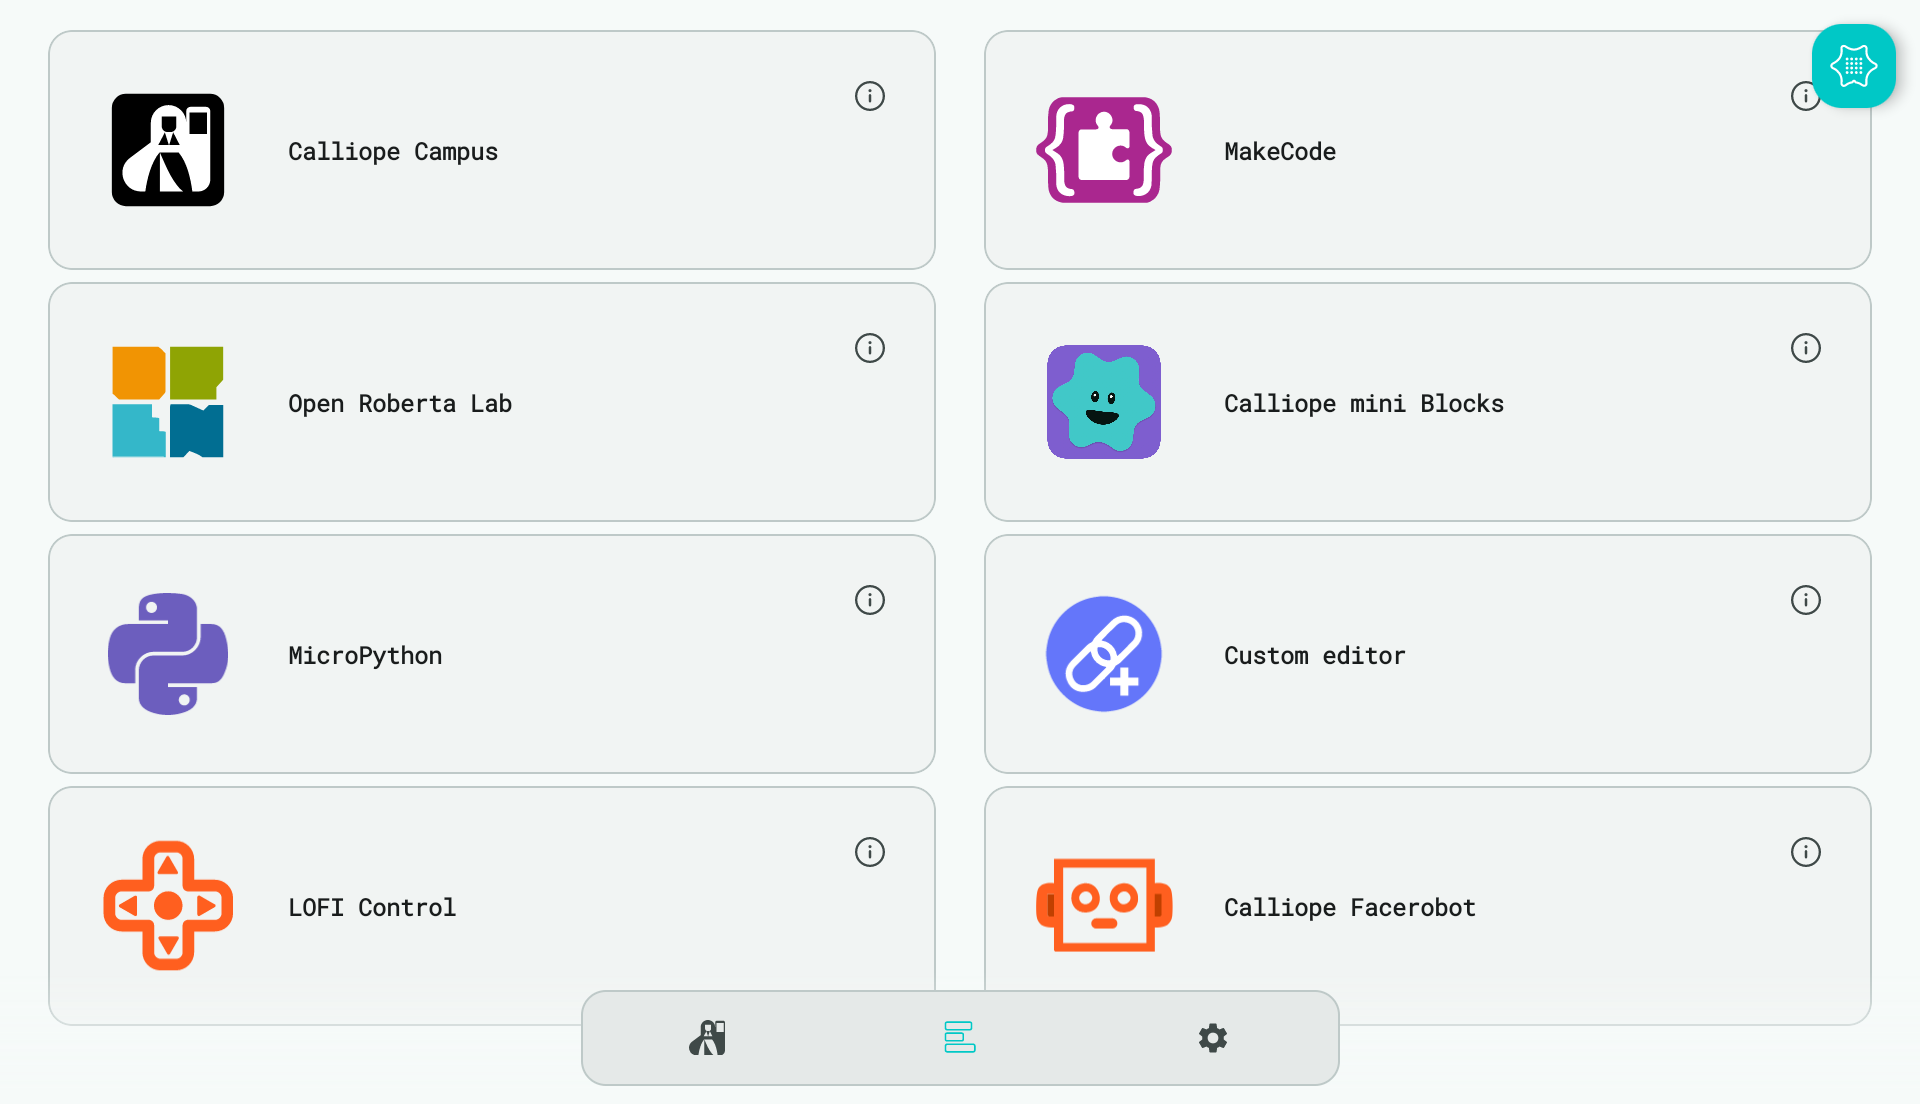 Calliope Campus
MakeCode
Open Roberta Lab
Calliope mini Blocks
MicroPython
Custom editor
LOFI Control
Calliope Facerobot